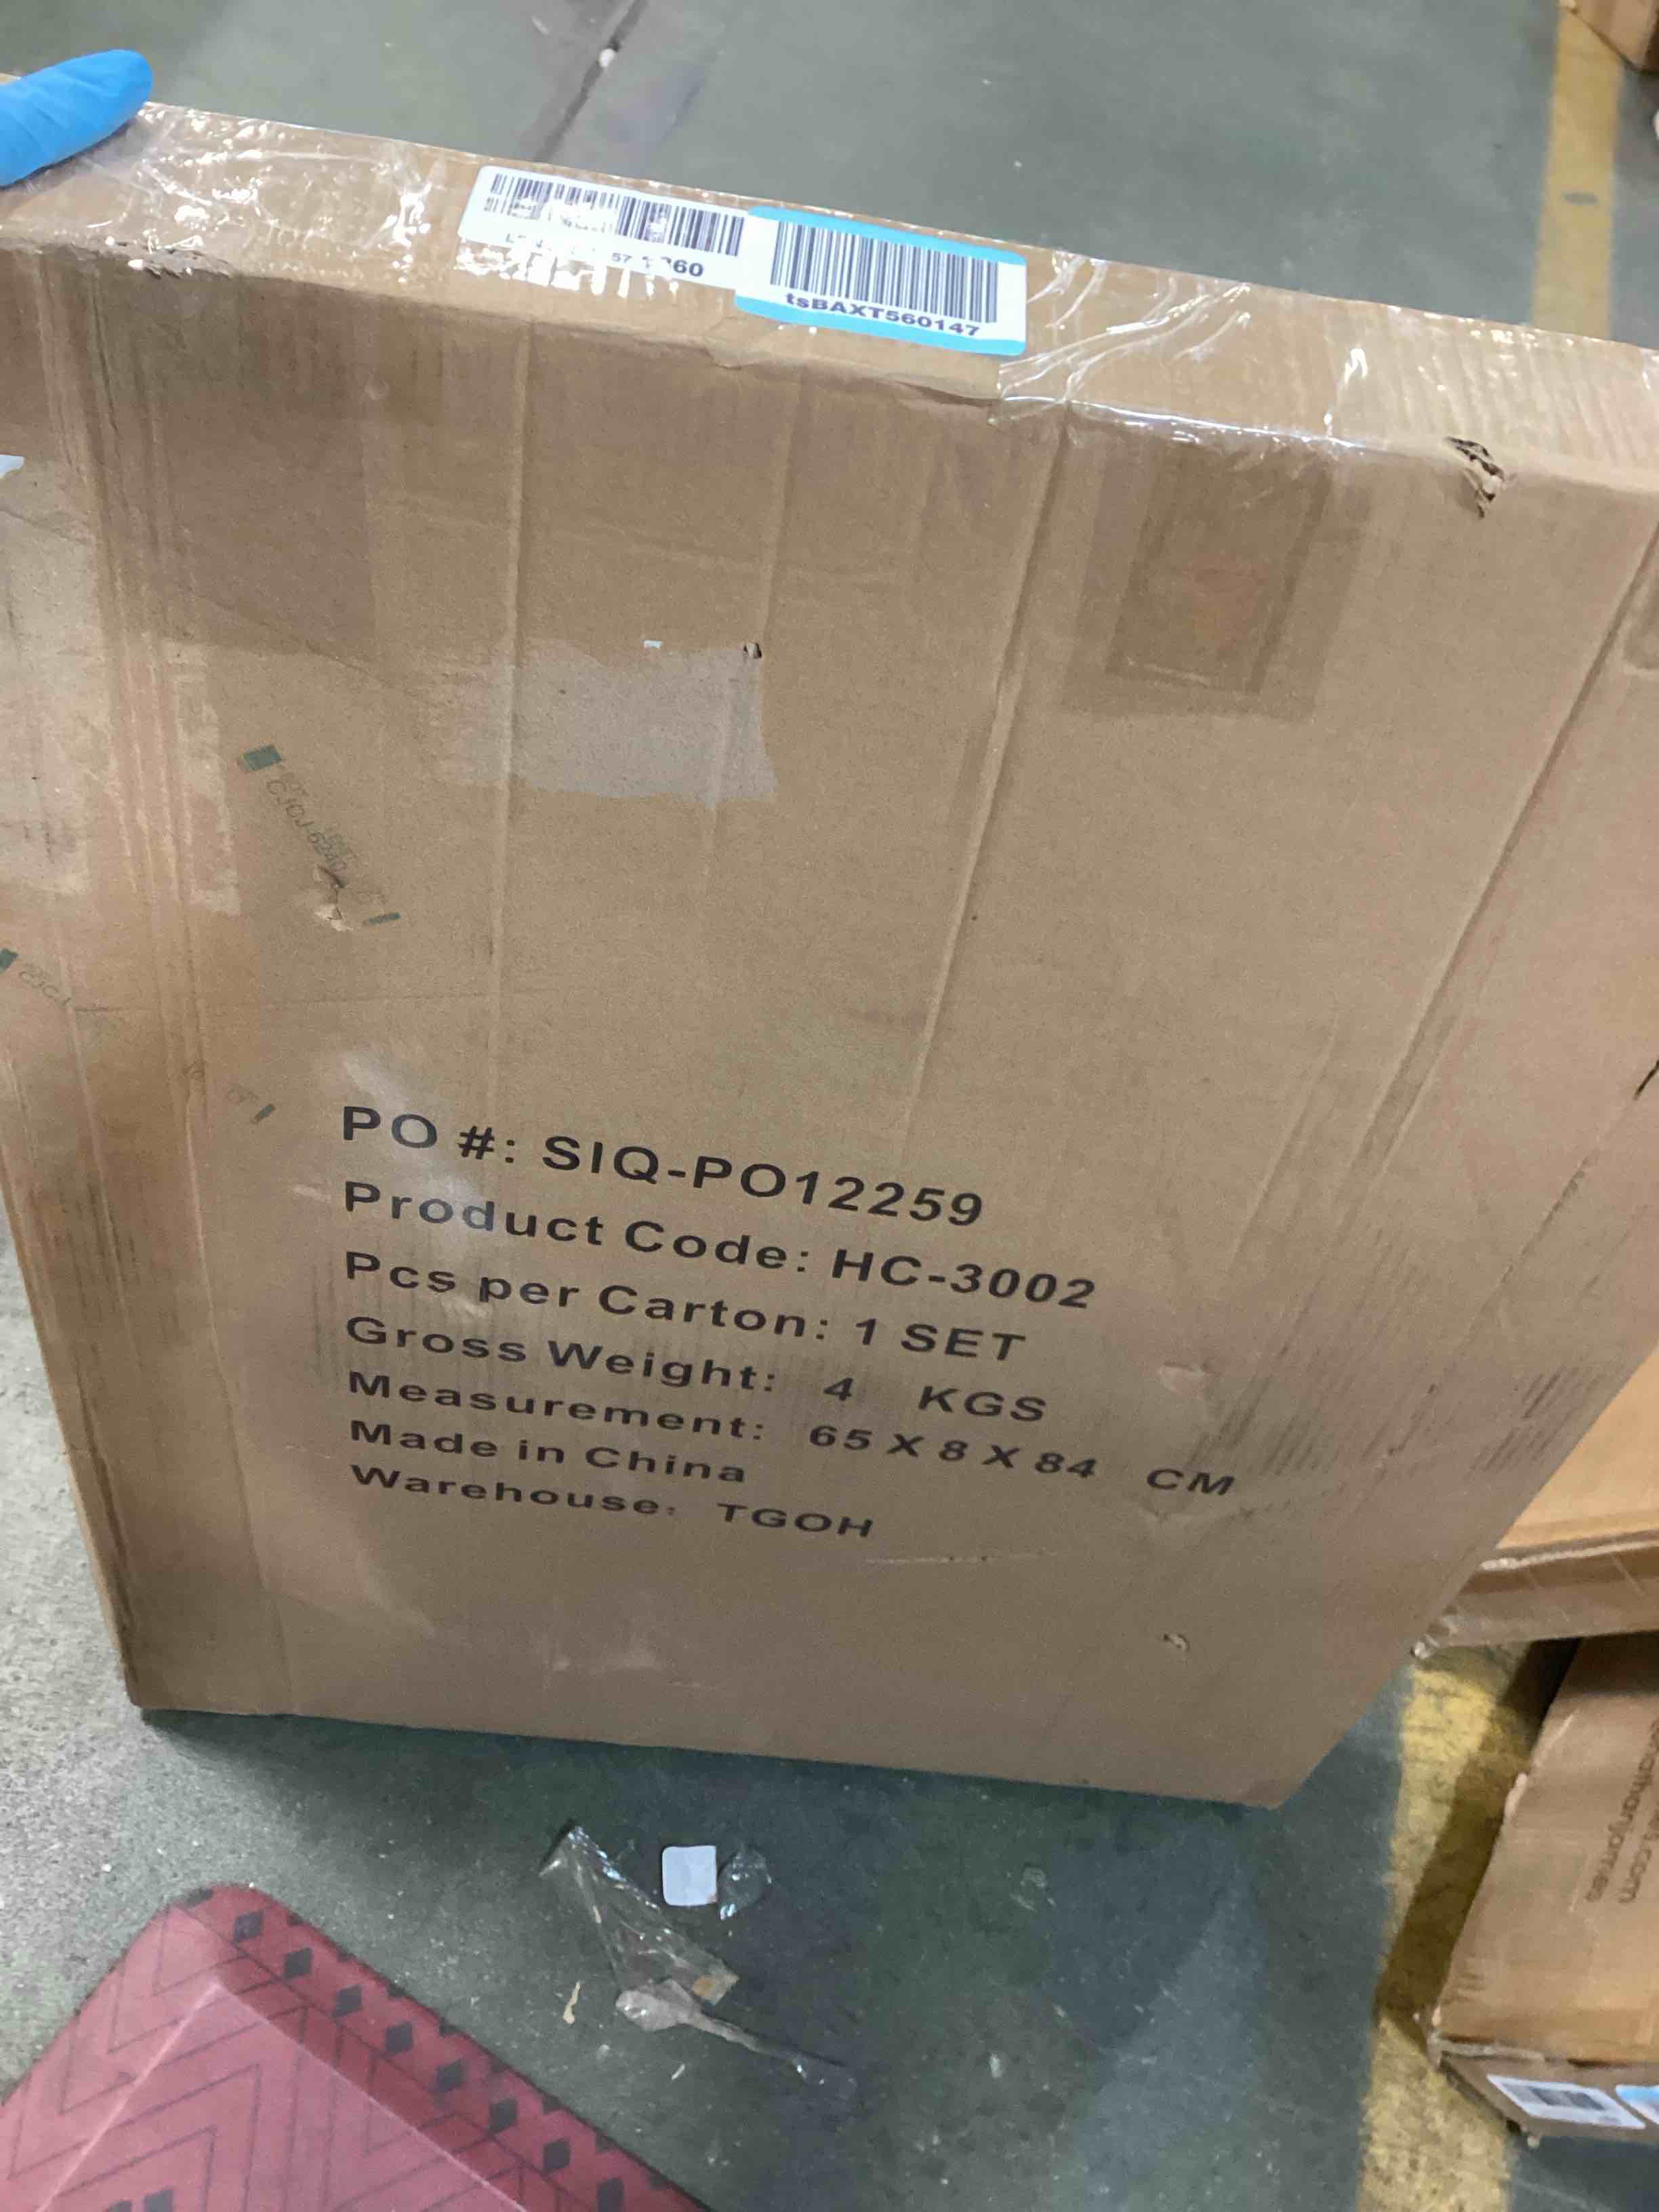 tsBAXT560147
PO #: SIQ-PO12259
Product Code: HC-3002
Pcs per Carton: 1 SET
Gross Weight: 4 KGS
Measurement: 65 X 8 X 84 CM
Made in China
Warehouse: TGOH